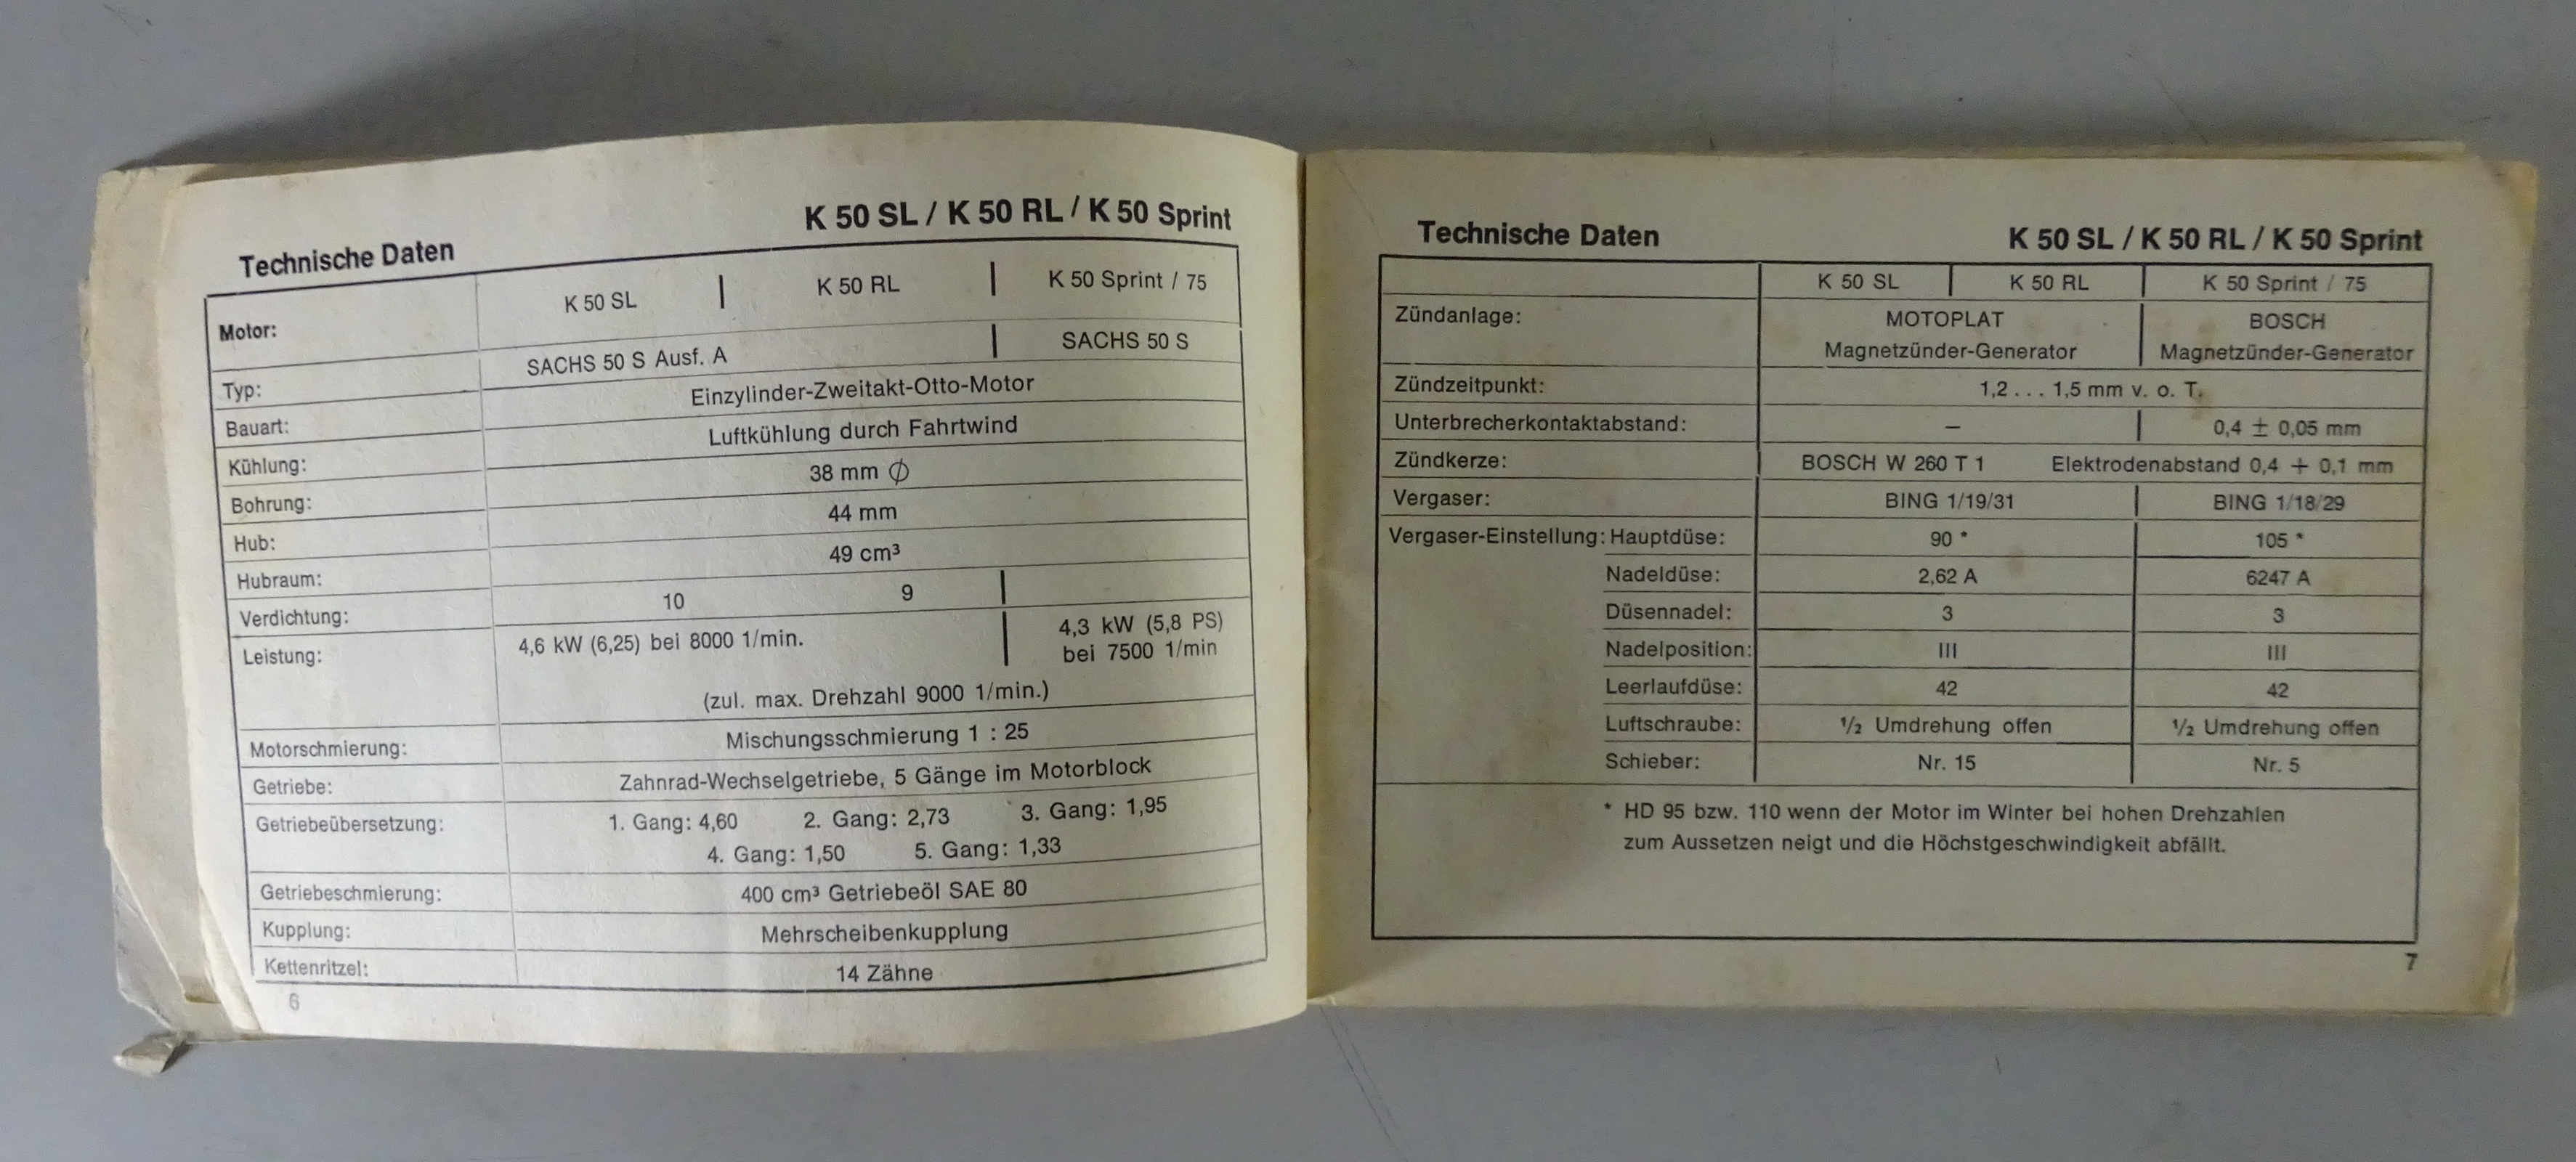 Technische Daten K 50 SL / K 50 RL / K 50 Sprint
Motor: K 50 SL K 50 RL K 50 Sprint / 75
Typ: SACHS 50 S Ausf. A SACHS 50 S
Bauart: Einzylinder-Zweitakt-Otto-Motor
Kühlung: Luftkühlung durch Fahrtwind
Bohrung: 38 mm ∅
Hub: 44 mm
Hubraum: 49 cm³
Verdichtung: 10 9
Leistung: 4,6 kW (6,25) bei 8000 1/min. 4,3 kW (5,8 PS)
bei 7500 1/min
(zul. max. Drehzahl 9000 1/min.)
Motorschmierung: Mischungsschmierung 1 : 25
Getriebe: Zahnrad-Wechselgetriebe, 5 Gänge im Motorblock
Getriebeübersetzung: 1. Gang: 4,60 2. Gang: 2,73 3. Gang: 1,95
4. Gang: 1,50 5. Gang: 1,33
Getriebeschmierung: 400 cm³ Getriebeöl SAE 80
Kupplung: Mehrscheibenkupplung
Kettenritzel: 14 Zähne
6
Technische Daten K 50 SL / K 50 RL / K 50 Sprint
K 50 SL K 50 RL K 50 Sprint / 75
Zündanlage: MOTOPLAT BOSCH
Magnetzünder-Generator Magnetzünder-Generator
Zündzeitpunkt: 1,2 . . . 1,5 mm v. o. T.
Unterbrecherkontaktabstand: – 0,4 ± 0,05 mm
Zündkerze: BOSCH W 260 T 1 Elektrodenabstand 0,4 + 0,1 mm
Vergaser: BING 1/19/31 BING 1/18/29
Vergaser-Einstellung: Hauptdüse: 90 * 105 *
Nadeldüse: 2,62 A 6247 A
Düsennadel: 3 3
Nadelposition: III III
Leerlaufdüse: 42 42
Luftschraube: ½ Umdrehung offen ½ Umdrehung offen
Schieber: Nr. 15 Nr. 5
* HD 95 bzw. 110 wenn der Motor im Winter bei hohen Drehzahlen
zum Aussetzen neigt und die Höchstgeschwindigkeit abfällt.
7